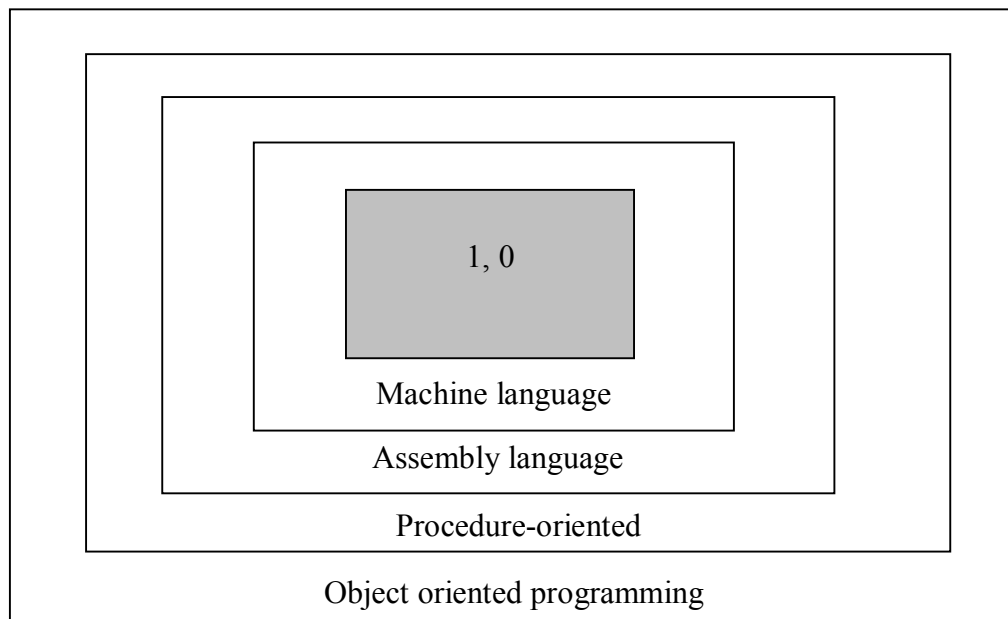 1, 0
Machine language
Assembly language
Procedure-oriented
Object oriented programming